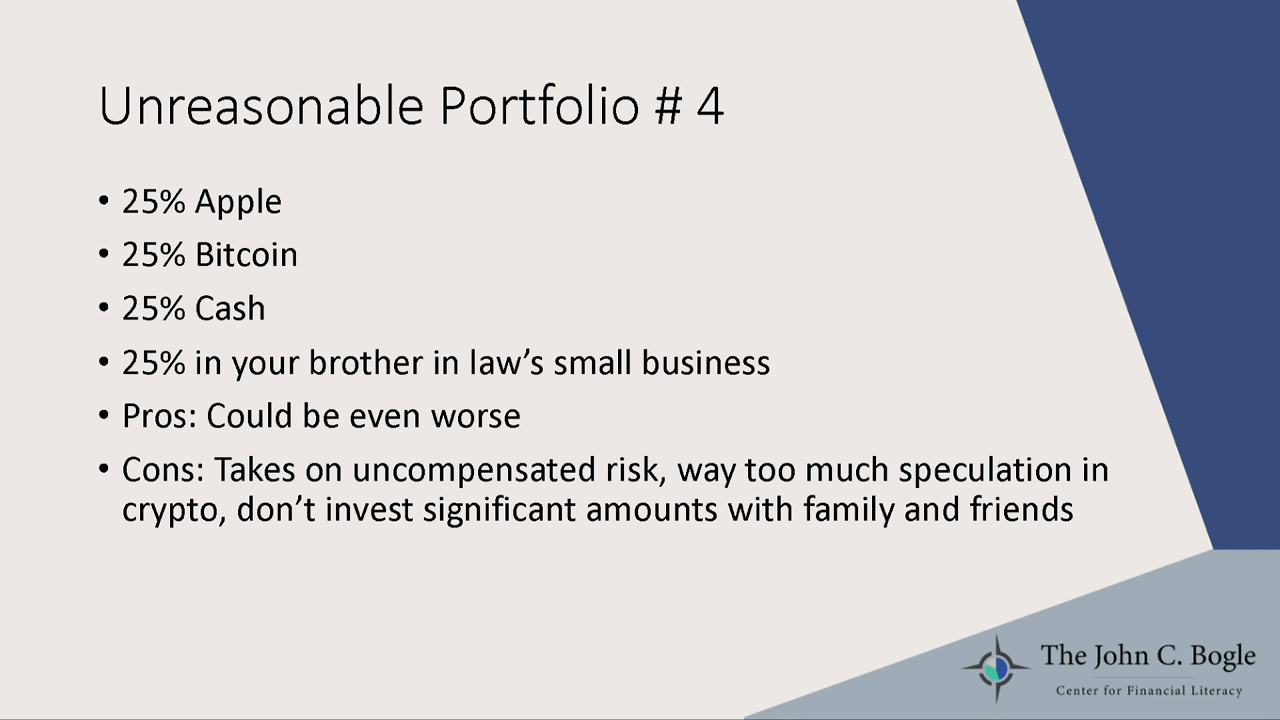 Unreasonable Portfolio # 4
• 25% Apple
• 25% Bitcoin
• 25% Cash
• 25% in your brother in law’s small business
• Pros: Could be even worse
• Cons: Takes on uncompensated risk, way too much speculation in
crypto, don’t invest significant amounts with family and friends
The John C. Bogle
Center for Financial Literacy